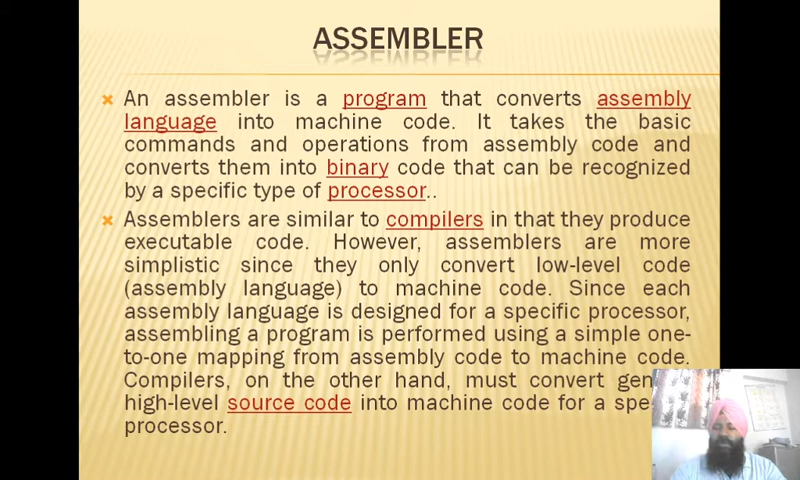 ASSEMBLER
An assembler is a program that converts assembly
language into machine code. It takes the basic
commands and operations from assembly code and
converts them into binary code that can be recognized
by a specific type of processor..
Assemblers are similar to compilers in that they produce
executable code. However, assemblers are more
simplistic since they only convert low-level code
(assembly language) to machine code. Since each
assembly language is designed for a specific processor,
assembling a program is performed using a simple one-
to-one mapping from assembly code to machine code.
Compilers, on the other hand, must convert
high-level source code into machine code for a
processor.